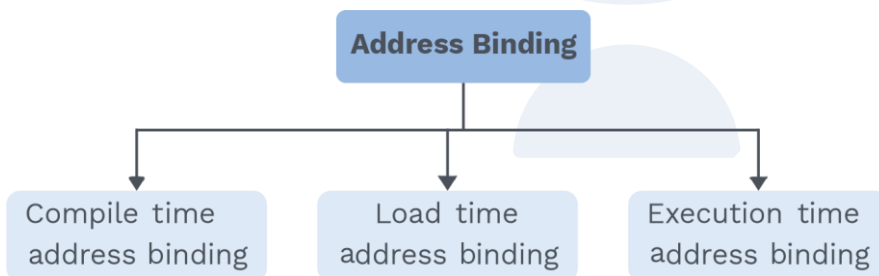 Address Binding
Compile time
address binding
Load time
address binding
Execution time
address binding